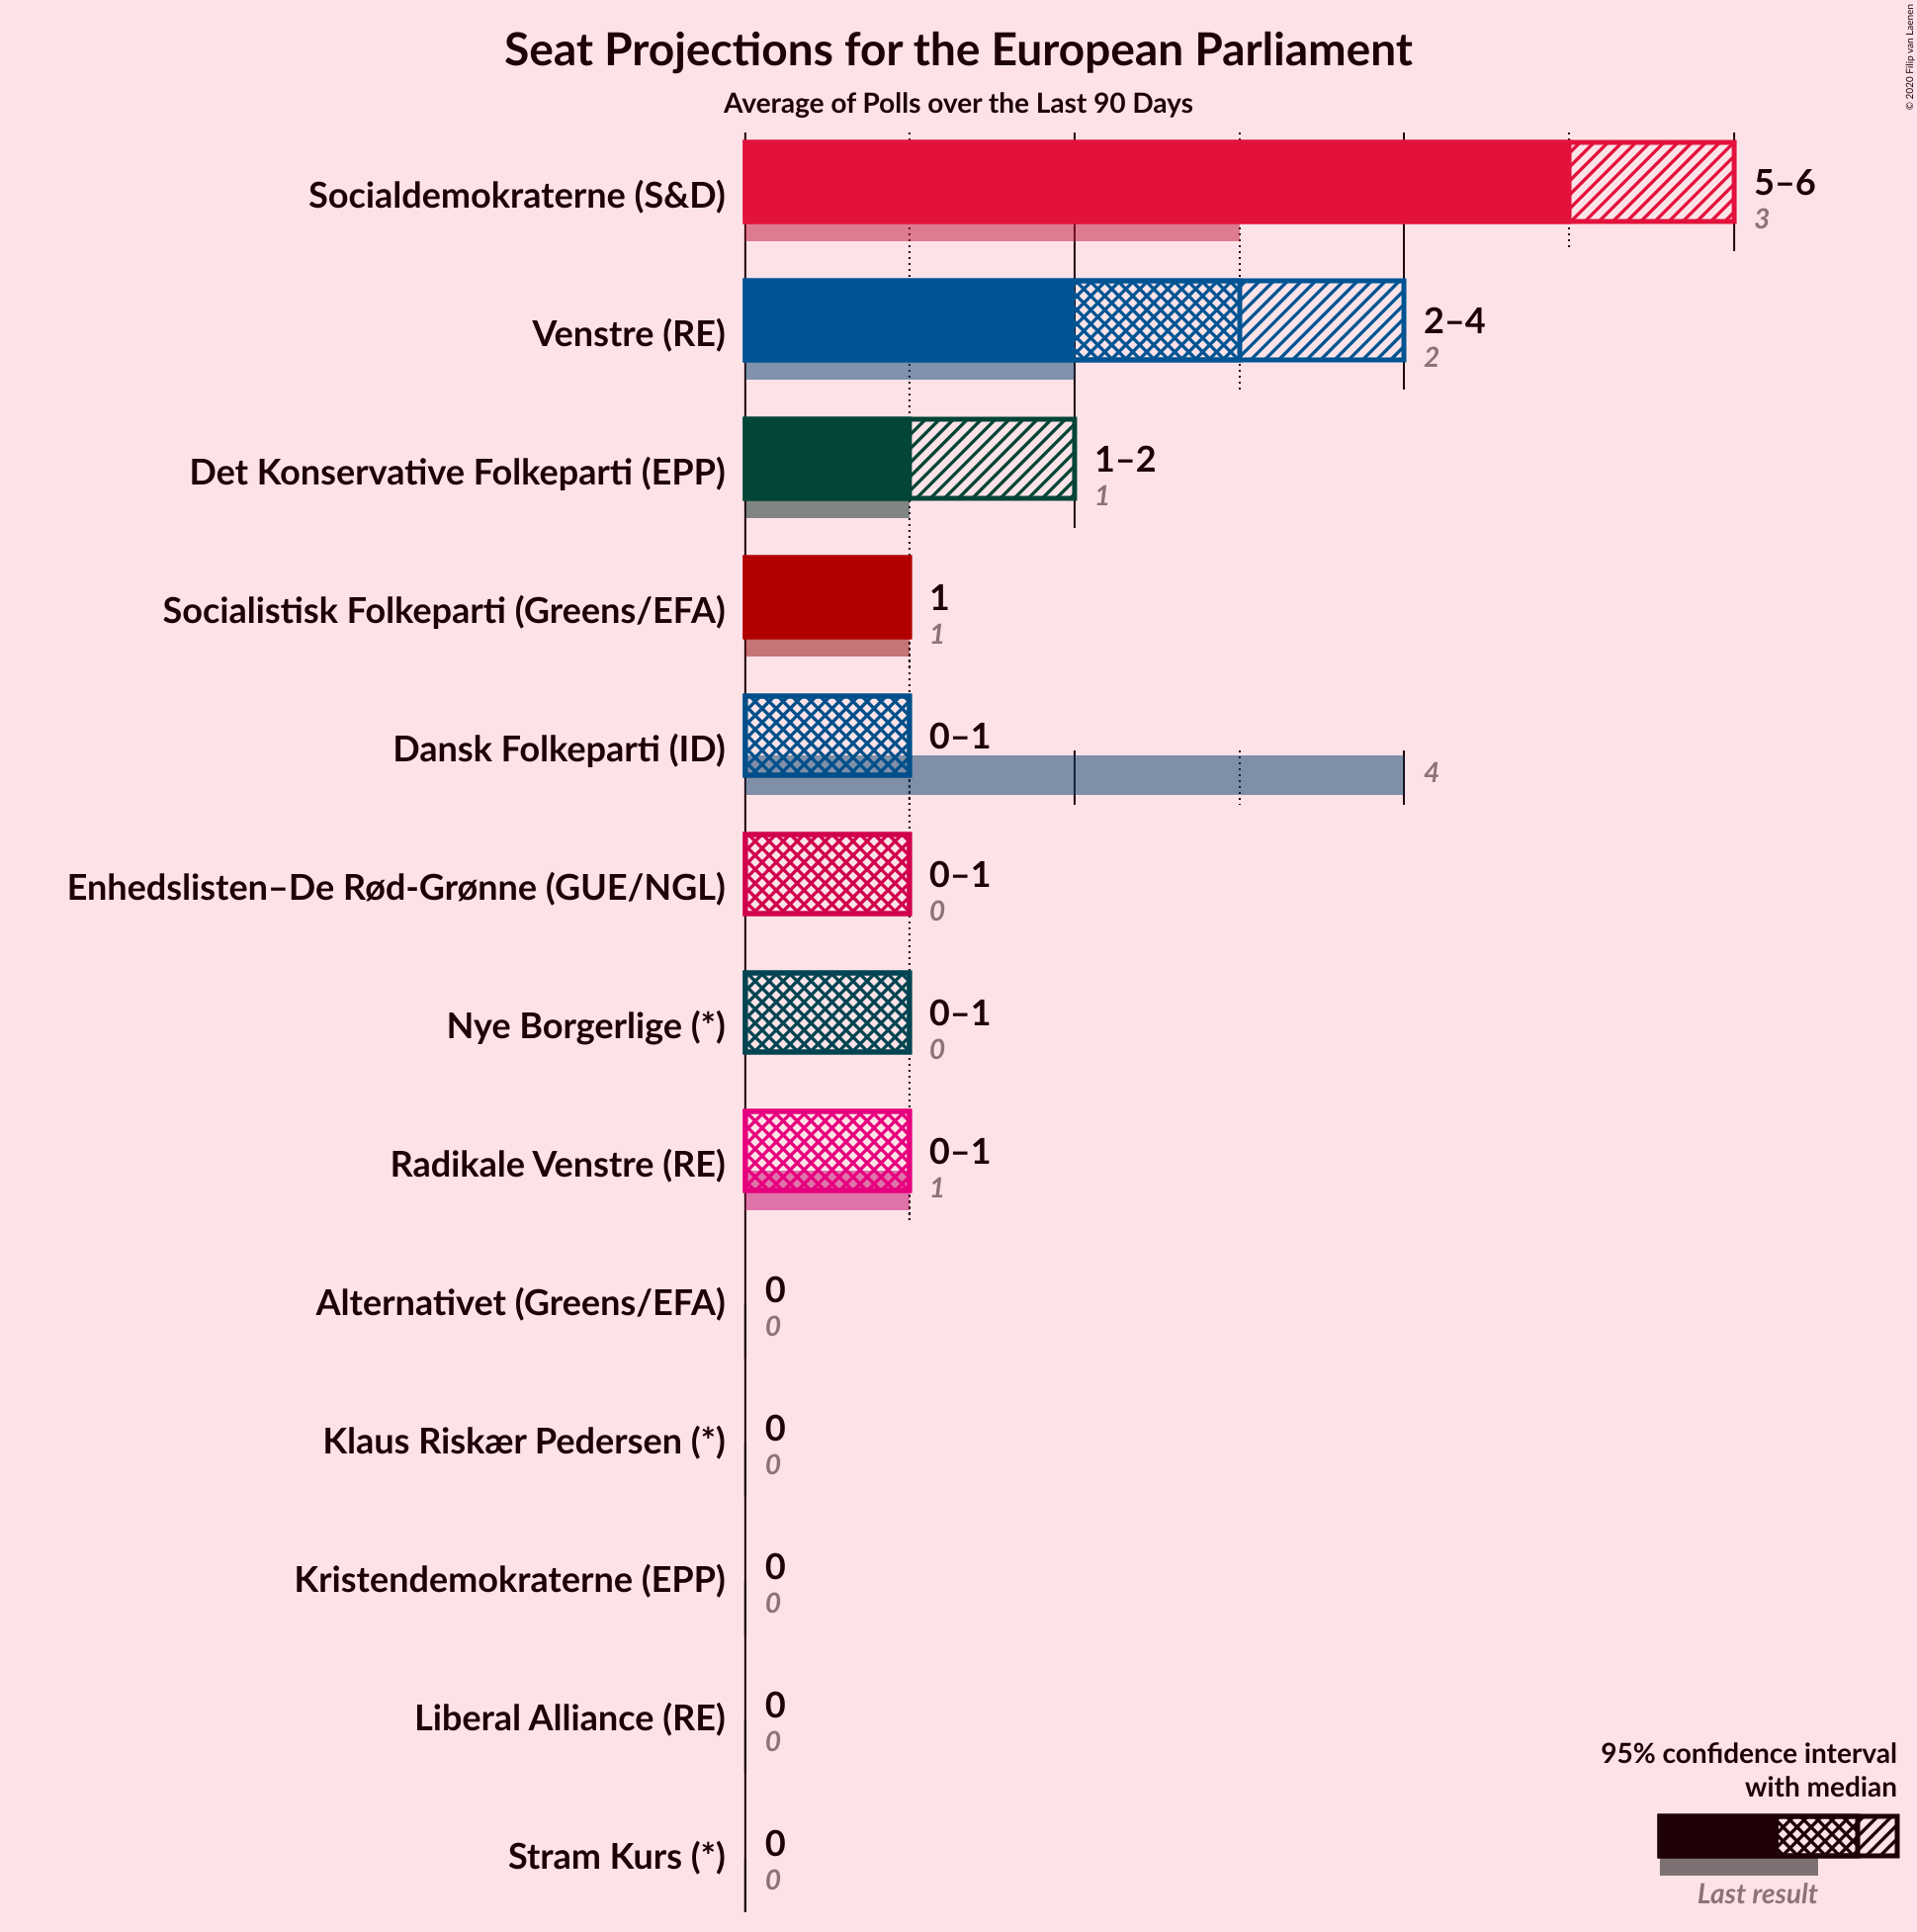 Seat Projections for the European Parliament
Average of Polls over the Last 90 Days
© 2020 Filip van Laenen
Socialdemokraterne (S&D)
5–6
3
Venstre (RE)
2–4
2
Det Konservative Folkeparti (EPP)
1–2
1
Socialistisk Folkeparti (Greens/EFA)
1
1
Dansk Folkeparti (ID)
0–1
4
Enhedslisten–De Rød-Grønne (GUE/NGL)
0–1
0
Nye Borgerlige (*)
0–1
0
Radikale Venstre (RE)
0–1
1
Alternativet (Greens/EFA)
0
0
Klaus Riskær Pedersen (*)
0
0
Kristendemokraterne (EPP)
0
0
Liberal Alliance (RE)
0
0
Stram Kurs (*)
0
0
95% confidence interval
with median
Last result